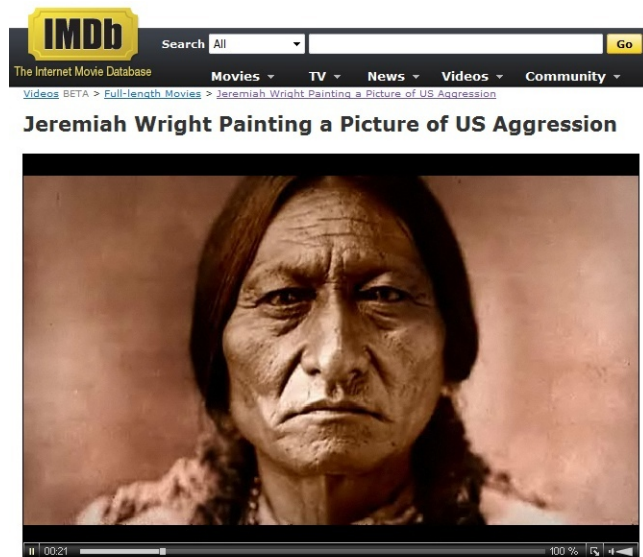 IMDb
The Internet Movie Database
Search All Go
Movies TV News Videos Community
Videos BETA > Full-length Movies > Jeremiah Wright Painting a Picture of US Aggression
Jeremiah Wright Painting a Picture of US Aggression
00:21 100 %